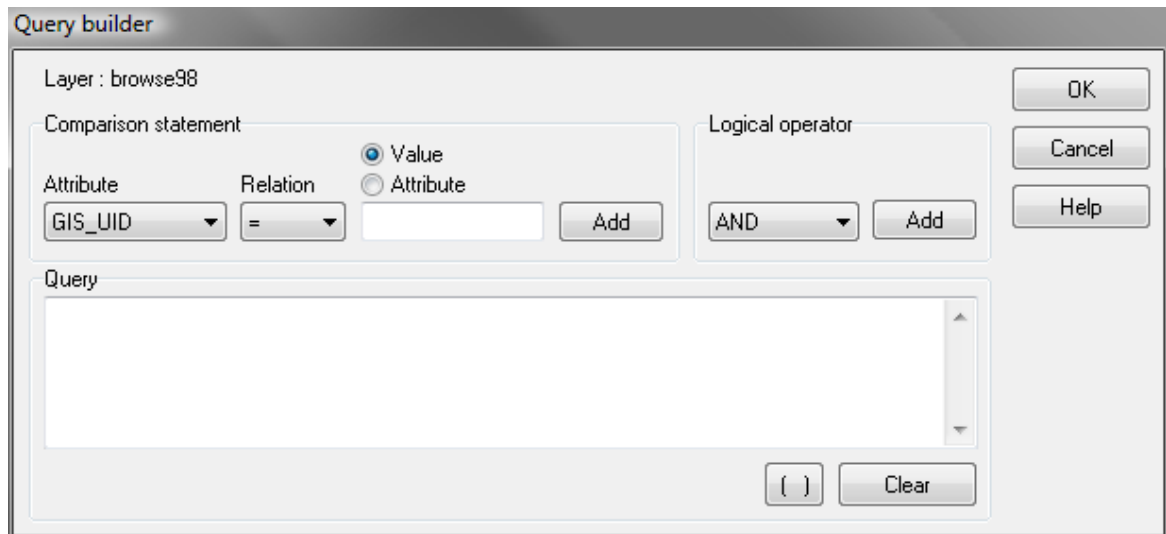 Query builder
Layer : browse98
OK
Comparison statement
Logical operator
Value
Cancel
Attribute
Relation
Attribute
Help
GIS_UID
=
Add
AND
Add
Query
( )
Clear